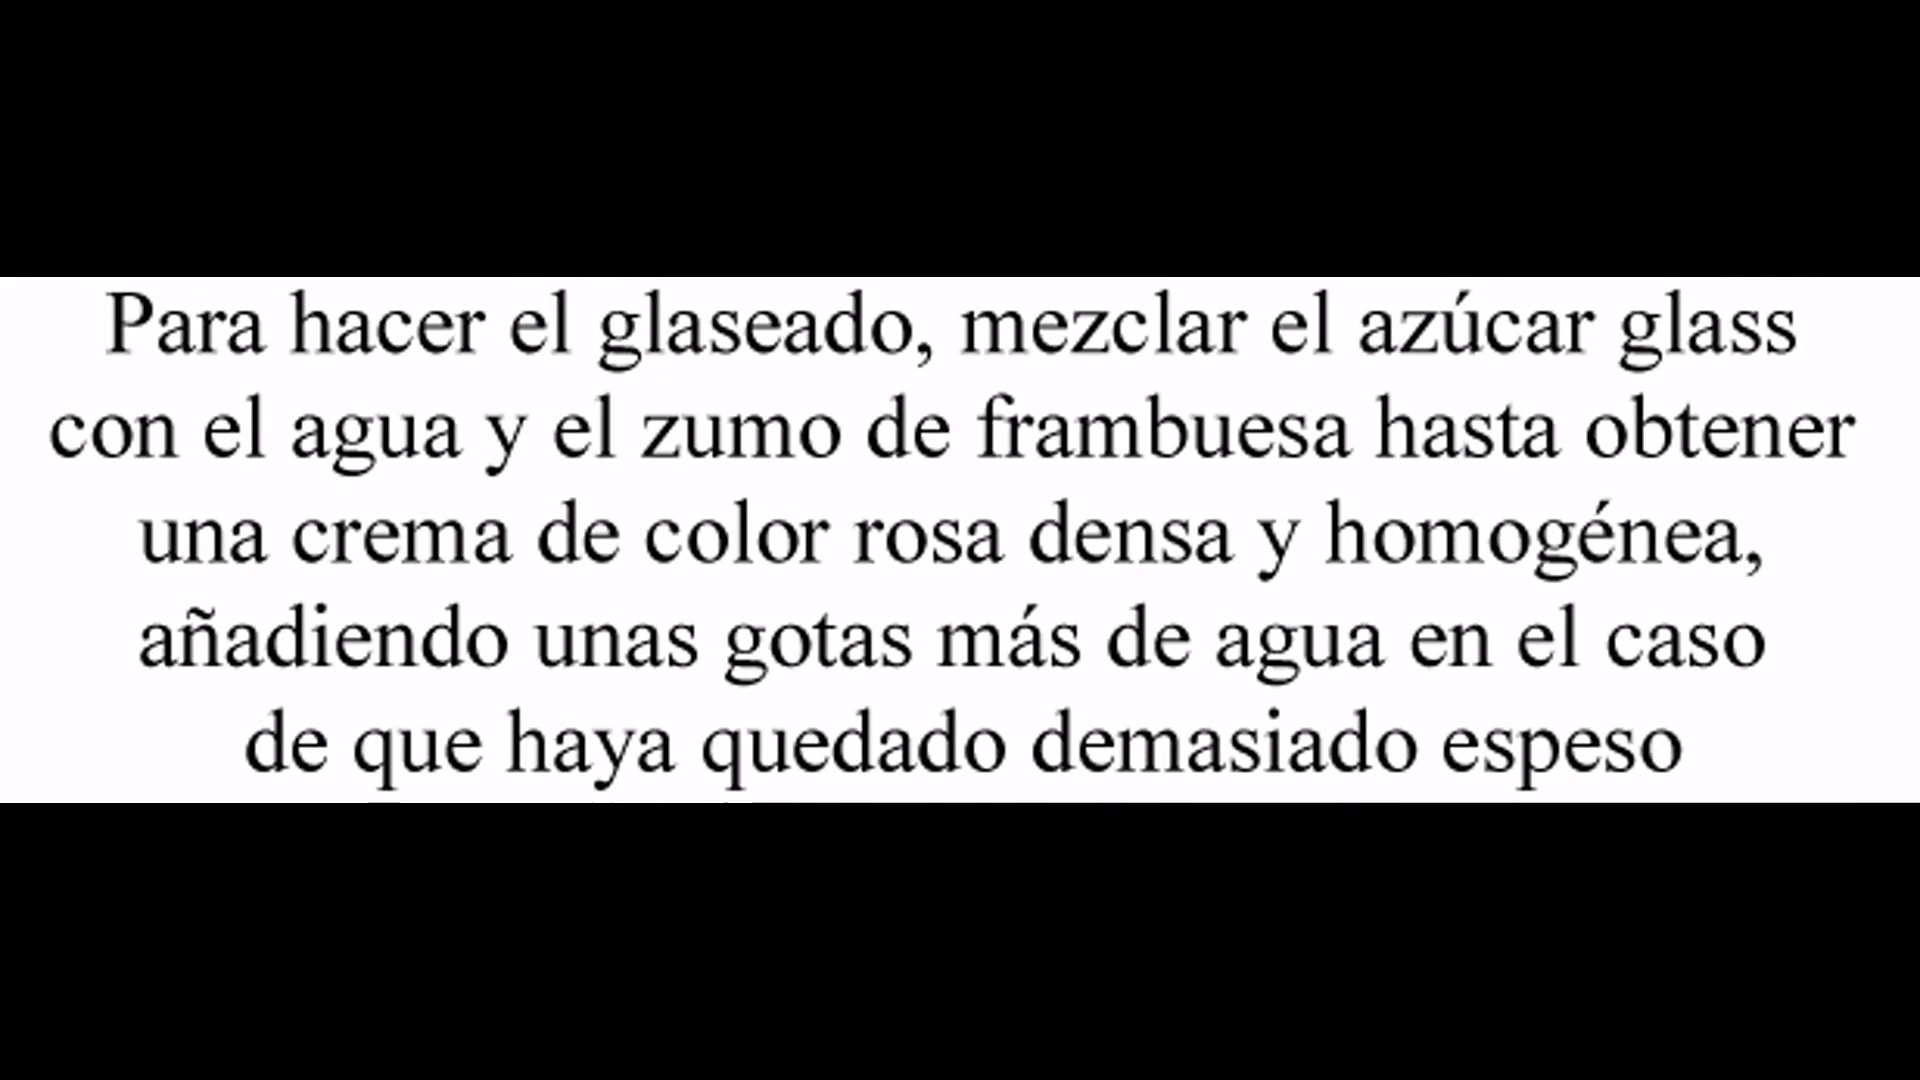 Para hacer el glaseado, mezclar el azúcar glass
con el agua y el zumo de frambuesa hasta obtener
una crema de color rosa densa y homogénea,
añadiendo unas gotas más de agua en el caso
de que haya quedado demasiado espeso